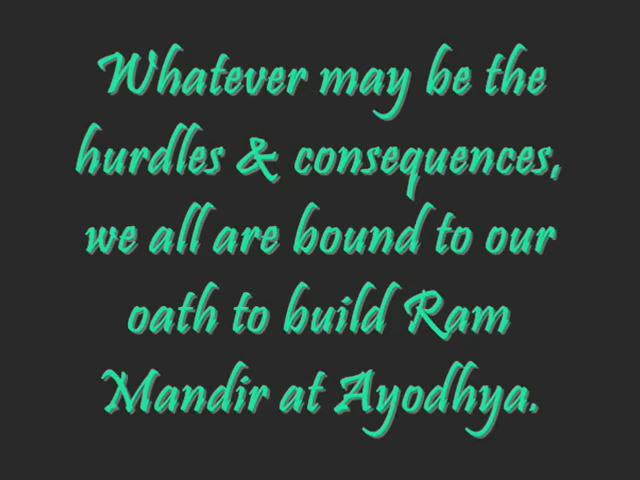 Whatever may be the
hurdles & consequences,
we all are bound to our
oath to build Ram
Mandir at Ayodhya.